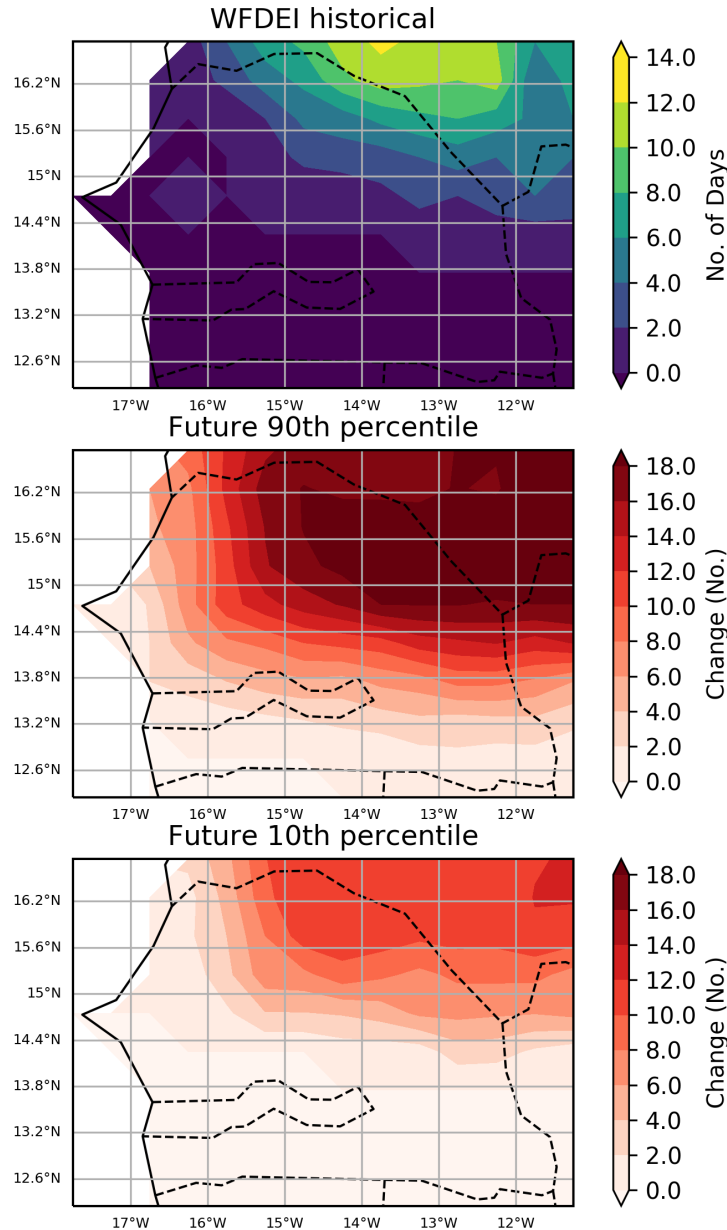 WFDEI historical
16.2°N
15.6°N
15°N
14.4°N
13.8°N
13.2°N
12.6°N
17°W 16°W 15°W 14°W 13°W 12°W
14.0
12.0
10.0
8.0
6.0
4.0
2.0
0.0
No. of Days
Future 90th percentile
16.2°N
15.6°N
15°N
14.4°N
13.8°N
13.2°N
12.6°N
17°W 16°W 15°W 14°W 13°W 12°W
18.0
16.0
14.0
12.0
10.0
8.0
6.0
4.0
2.0
0.0
Change (No.)
Future 10th percentile
16.2°N
15.6°N
15°N
14.4°N
13.8°N
13.2°N
12.6°N
17°W 16°W 15°W 14°W 13°W 12°W
18.0
16.0
14.0
12.0
10.0
8.0
6.0
4.0
2.0
0.0
Change (No.)